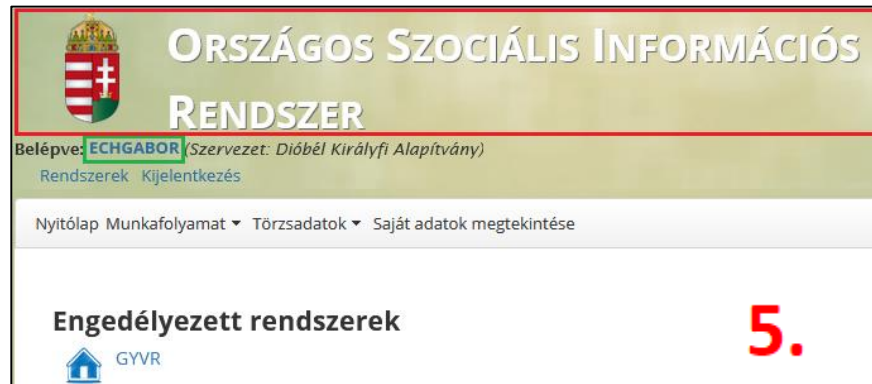 Országos Szociális Információs
Rendszer
Belépve: ECHGABOR (Szervezet: Dióbél Királyfi Alapítvány)
Rendszerek Kijelentkezés
Nyitólap Munkafolyamat Törzsadatok Saját adatok megtekintése
Engedélyezett rendszerek
5.
GYVR